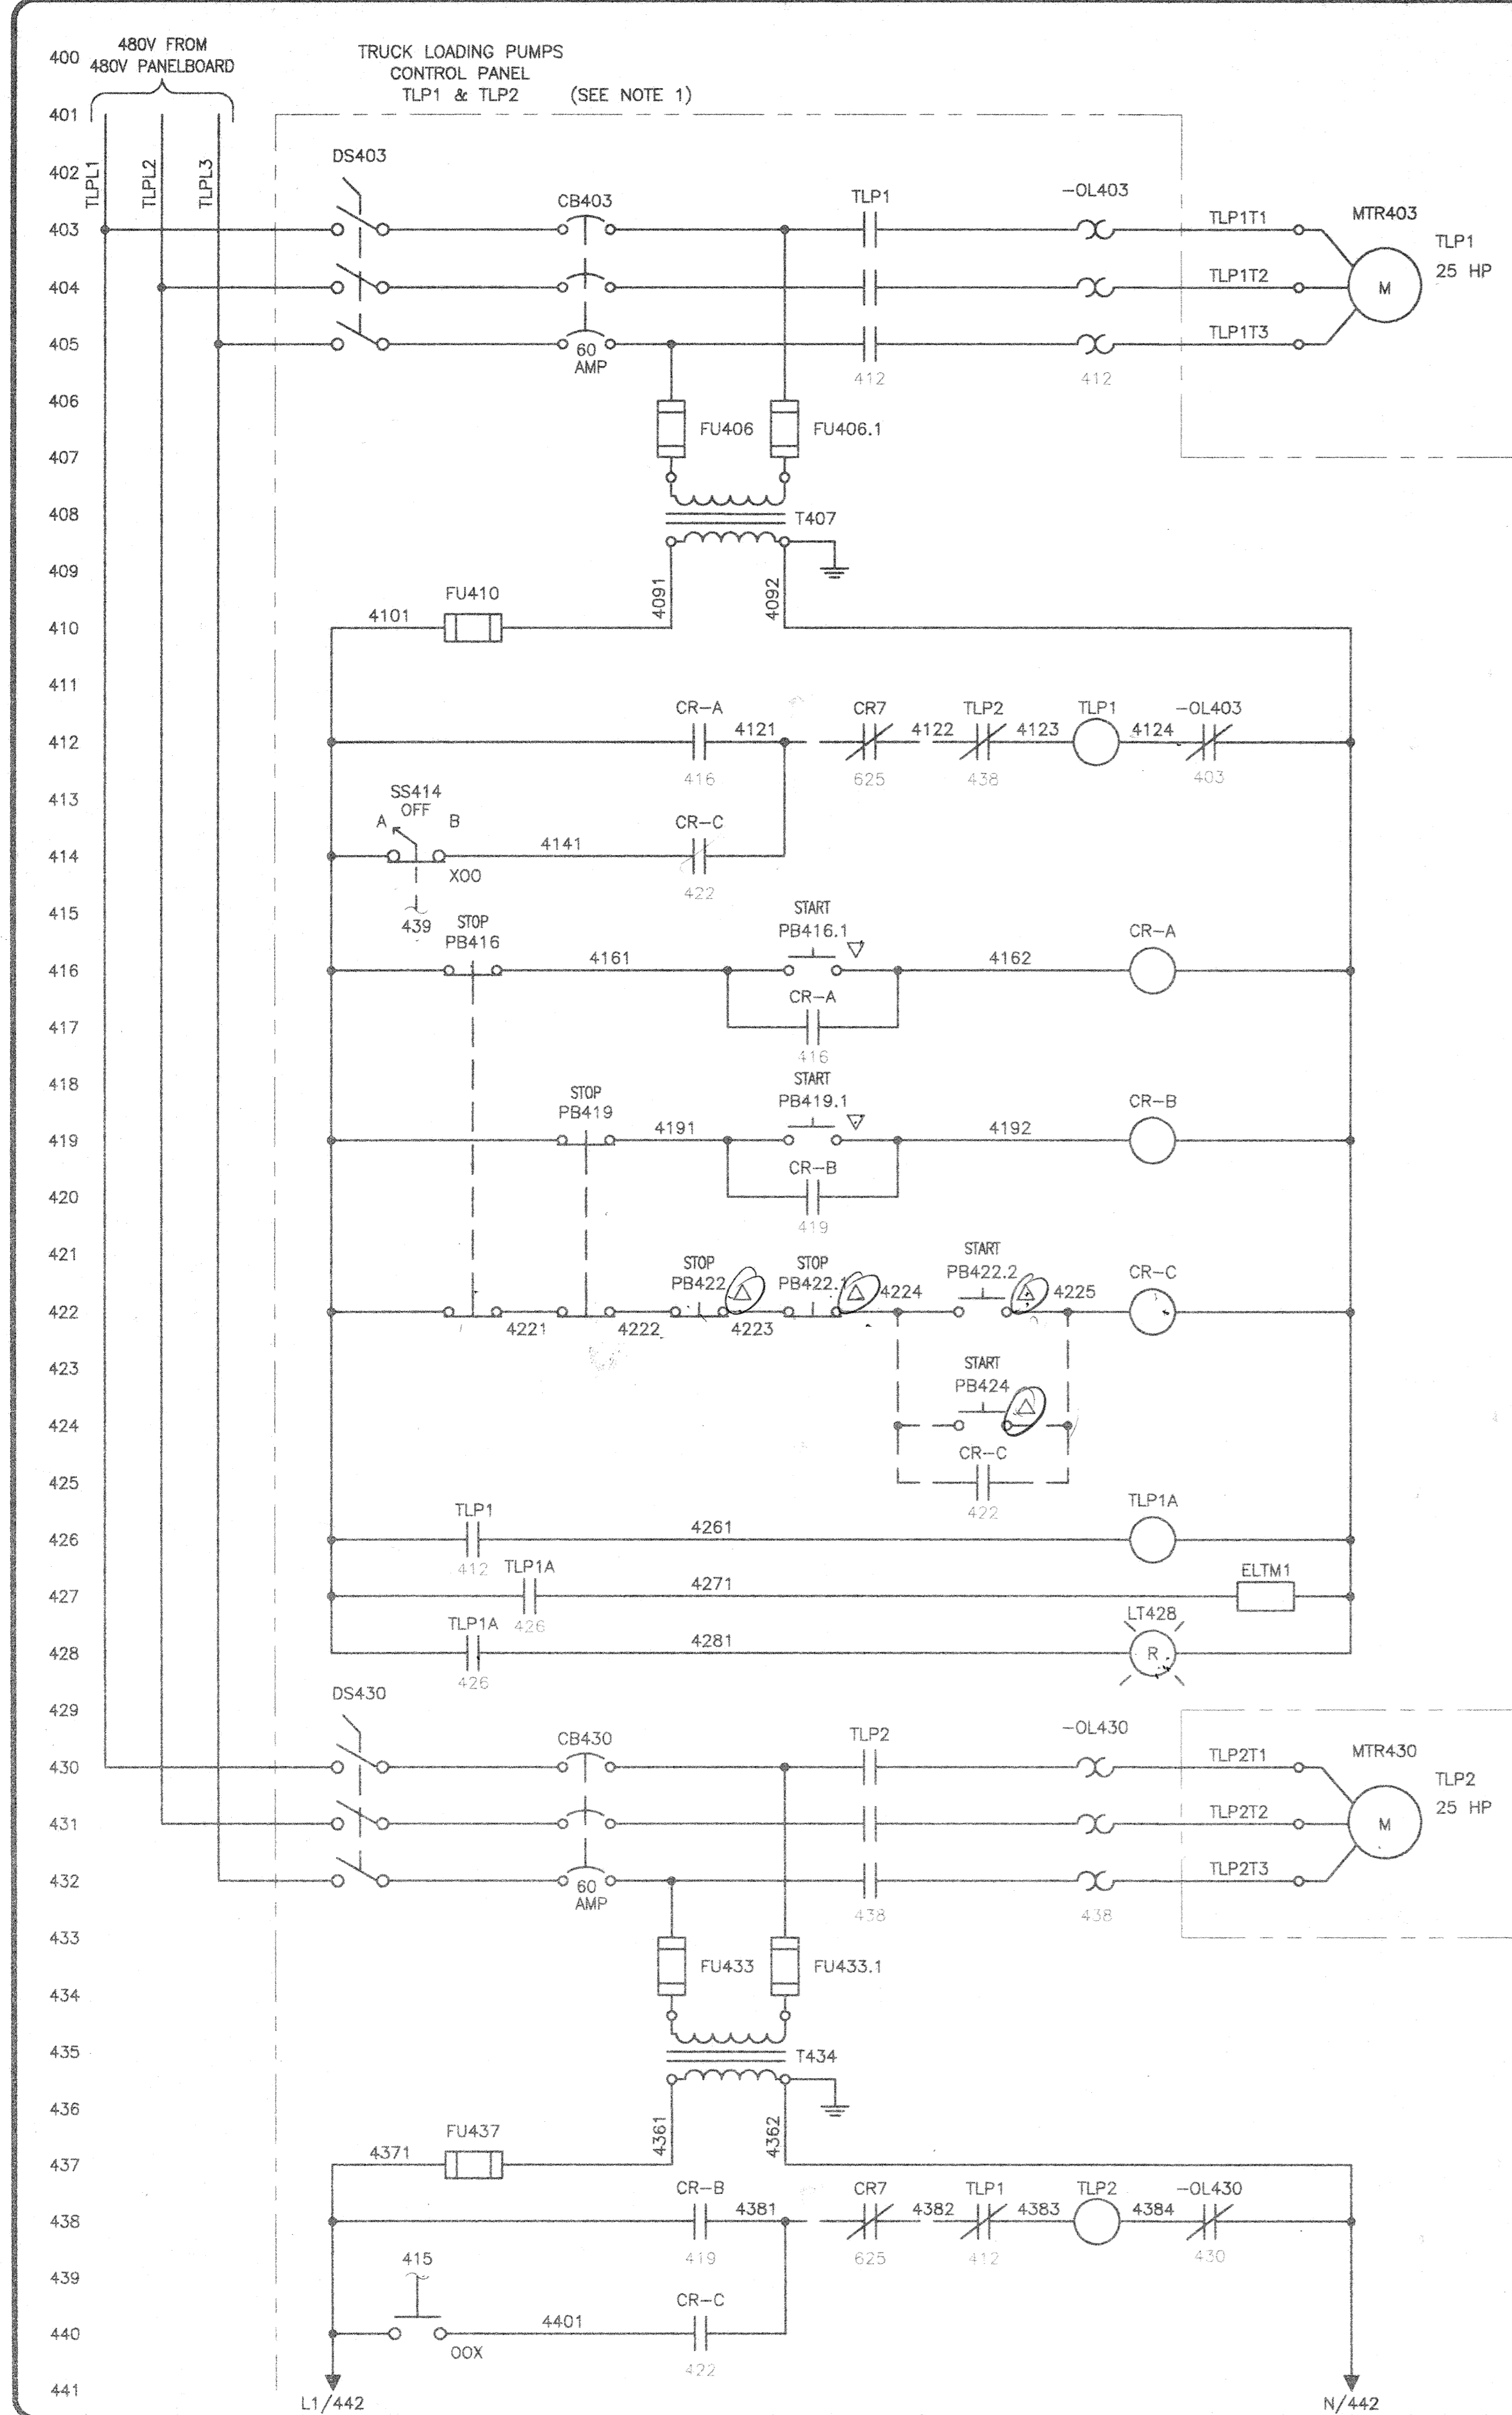 400
480V FROM
480V PANELBOARD
TRUCK LOADING PUMPS
CONTROL PANEL
TLP1 & TLP2 (SEE NOTE 1)
401
402
TLPL1
TLPL2
TLPL3
DS403
CB403
TLP1
-OL403
TLP1T1
MTR403
403
TLP1
25 HP
404
TLP1T2
M
405
60
AMP
TLP1T3
412
412
406
FU406
FU406.1
407
408
T407
409
4091
4092
FU410
410
4101
411
CR-A
4121
CR7
4122
TLP2
4123
TLP1
4124
-OL403
412
416
625
438
403
413
SS414
OFF
A
B
CR-C
414
4141
X00
422
415
439
STOP
PB416
START
PB416.1
CR-A
416
4161
4162
CR-A
417
416
418
STOP
PB419
START
PB419.1
CR-B
419
4191
4192
CR-B
420
419
421
STOP
PB422
STOP
PB422.1
START
PB422.2
CR-C
4224
4225
422
4221
4222
4223
423
START
PB424
424
CR-C
425
422
TLP1
TLP1A
426
4261
412
TLP1A
ELTM1
427
4271
TLP1A
426
LT428
428
4281
R
426
429
DS430
CB430
TLP2
-OL430
TLP2T1
MTR430
430
TLP2
25 HP
431
TLP2T2
M
432
60
AMP
TLP2T3
438
438
433
FU433
FU433.1
434
435
T434
436
4361
4362
FU437
437
4371
CR-B
4381
CR7
4382
TLP1
4383
TLP2
4384
-OL430
438
419
625
412
430
439
415
CR-C
440
4401
00X
422
441
L1/442
N/442